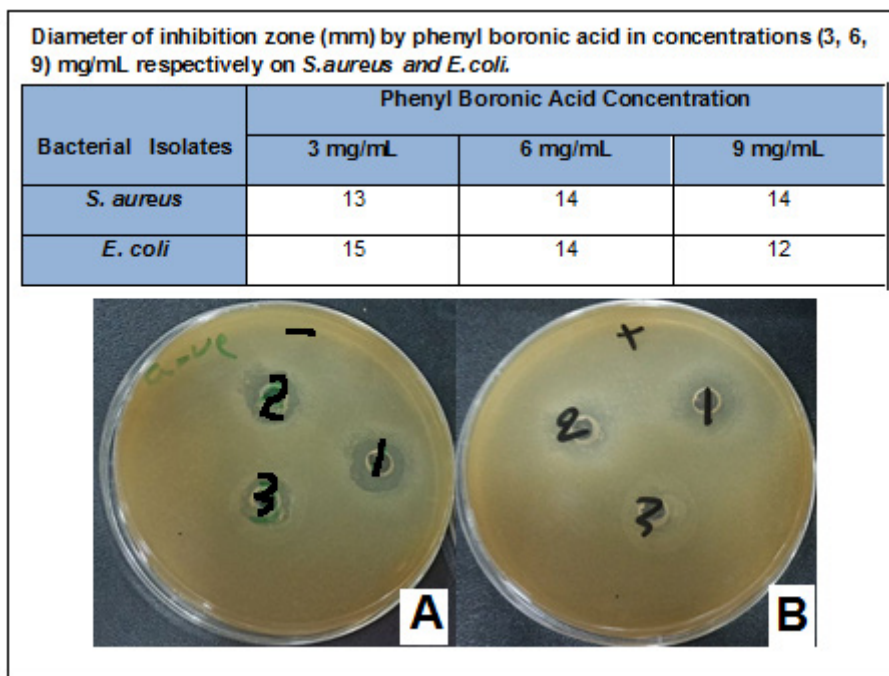 Diameter of inhibition zone (mm) by phenyl boronic acid in concentrations (3, 6,
9) mg/mL respectively on S.aureus and E.coli.
Bacterial Isolates
Phenyl Boronic Acid Concentration
3 mg/mL 6 mg/mL 9 mg/mL
S. aureus 13 14 14
E. coli 15 14 12
-
G-ve
2
1
3
A
+
2
1
3
B